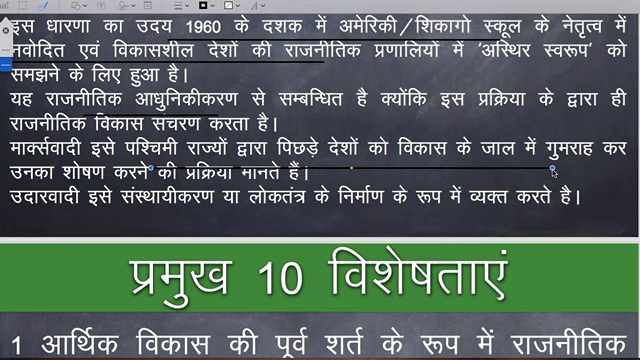 इस धारणा का उदय 1960 के दशक में अमेरिकी/शिकागो स्कूल के नेतृत्व में
नवोदित एवं विकासशील देशों की राजनीतिक प्रणालियों में 'अस्थिर स्वरूप' को
समझने के लिए हुआ है।
यह राजनीतिक आधुनिकीकरण से सम्बन्धित है क्योंकि इस प्रक्रिया के द्वारा ही
राजनीतिक विकास संचरण करता है।
मार्क्सवादी इसे पश्चिमी राज्यों द्वारा पिछड़े देशों को विकास के जाल में गुमराह कर
उनका शोषण करने की प्रक्रिया मानते हैं।
उदारवादी इसे संस्थायीकरण या लोकतंत्र के निर्माण के रूप में व्यक्त करते है।
प्रमुख 10 विशेषताएं
1 आर्थिक विकास की पूर्व शर्त के रूप में राजनीतिक